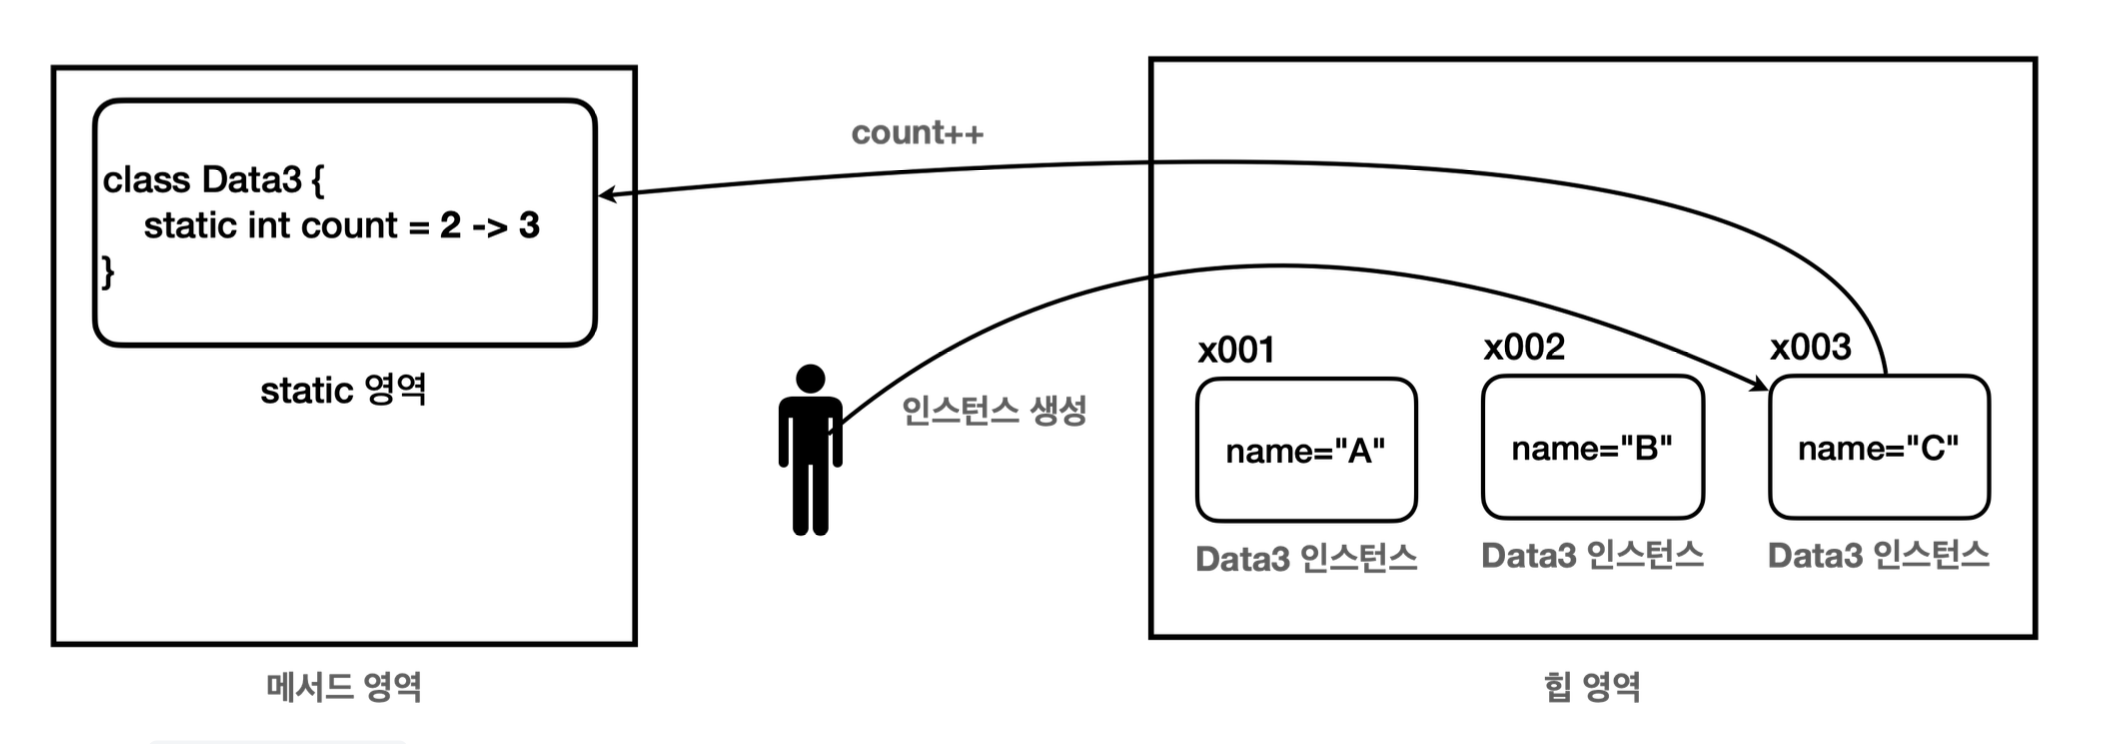 count++
class Data3 {
static int count = 2 -> 3
}
static 영역
메서드 영역
인스턴스 생성
x001
x002
x003
name="A"
name="B"
name="C"
Data3 인스턴스
Data3 인스턴스
Data3 인스턴스
힙 영역